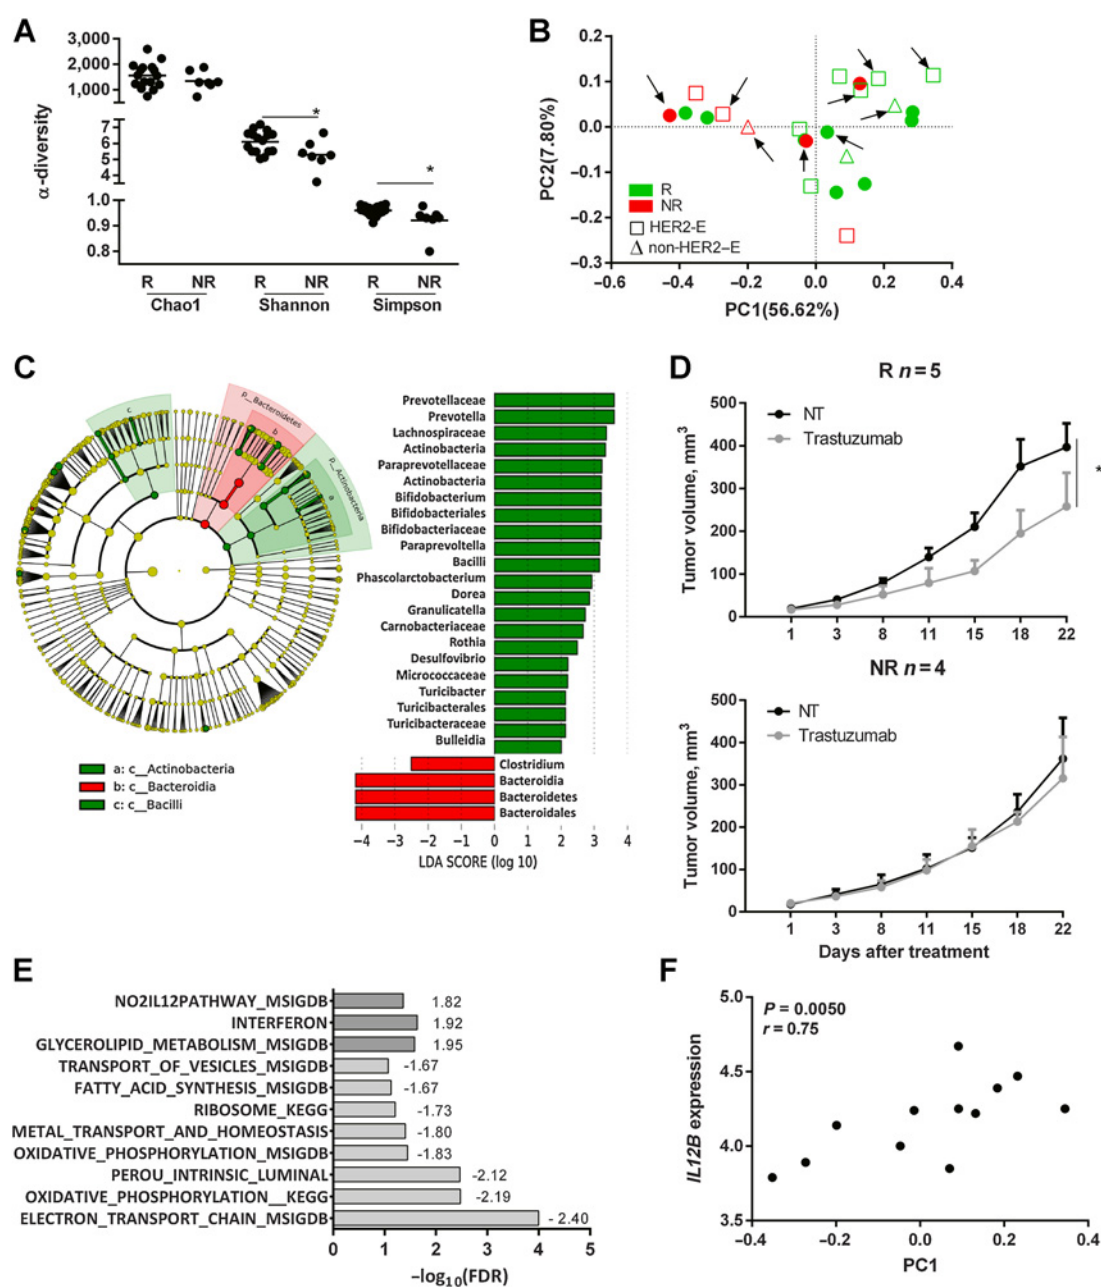 A
3,000
2,000
1,000
7
6
5
4
3
1.0
0.9
0.8
α-diversity
*
*
R NR R NR R NR
Chao1 Shannon Simpson
B
0.2
0.1
0.0
−0.1
−0.2
−0.3
PC2(7.80%)
R
NR
HER2-E
non-HER2–E
−0.6 −0.4 −0.2 0.0 0.2 0.4
PC1(56.62%)
C
c
p__Bacteroidetes
b
p__Actinobacteria
a
a: c__Actinobacteria
b: c__Bacteroidia
c: c__Bacilli
Prevotellaceae
Prevotella
Lachnospiraceae
Actinobacteria
Paraprevotellaceae
Actinobacteria
Bifidobacterium
Bifidobacteriales
Bifidobacteriaceae
Paraprevoltella
Bacilli
Phascolarctobacterium
Dorea
Granulicatella
Carnobacteriaceae
Rothia
Desulfovibrio
Micrococcaceae
Turicibacter
Turicibacterales
Turicibacteraceae
Bulleidia
Clostridium
Bacteroidia
Bacteroidetes
Bacteroidales
−4 −3 −2 −1 0 1 2 3 4
LDA SCORE (log 10)
D
R n = 5
500
400
300
200
100
0
Tumor volume, mm³
NT
Trastuzumab
*
1 3 8 11 15 18 22
NR n = 4
500
400
300
200
100
0
Tumor volume, mm³
NT
Trastuzumab
1 3 8 11 15 18 22
Days after treatment
E
NO2IL12PATHWAY_MSIGDB 1.82
INTERFERON 1.92
GLYCEROLIPID_METABOLISM_MSIGDB 1.95
TRANSPORT_OF_VESICLES_MSIGDB -1.67
FATTY_ACID_SYNTHESIS_MSIGDB -1.67
RIBOSOME_KEGG -1.73
METAL_TRANSPORT_AND_HOMEOSTASIS -1.80
OXIDATIVE_PHOSPHORYLATION_MSIGDB -1.83
PEROU_INTRINSIC_LUMINAL -2.12
OXIDATIVE_PHOSPHORYLATION__KEGG -2.19
ELECTRON_TRANSPORT_CHAIN_MSIGDB - 2.40
0 1 2 3 4 5
−log₁₀(FDR)
F
P = 0.0050
r = 0.75
5.0
4.5
4.0
3.5
IL12B expression
−0.4 −0.2 0.0 0.2 0.4
PC1